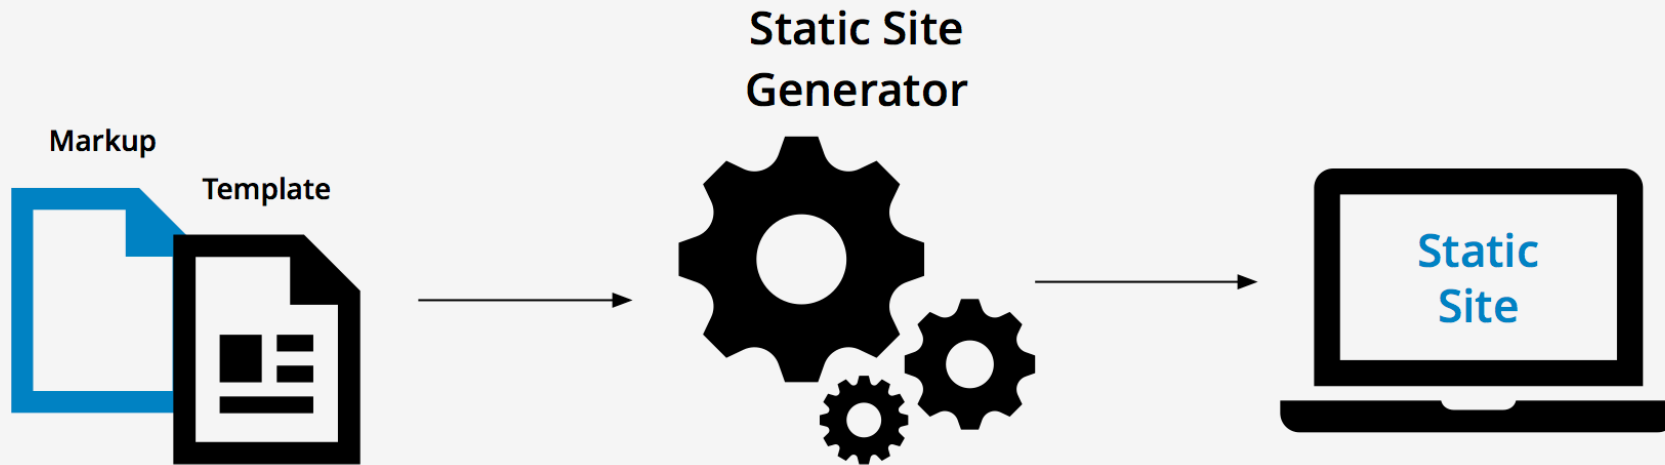 Static Site
Generator
Markup
Template
Static
Site